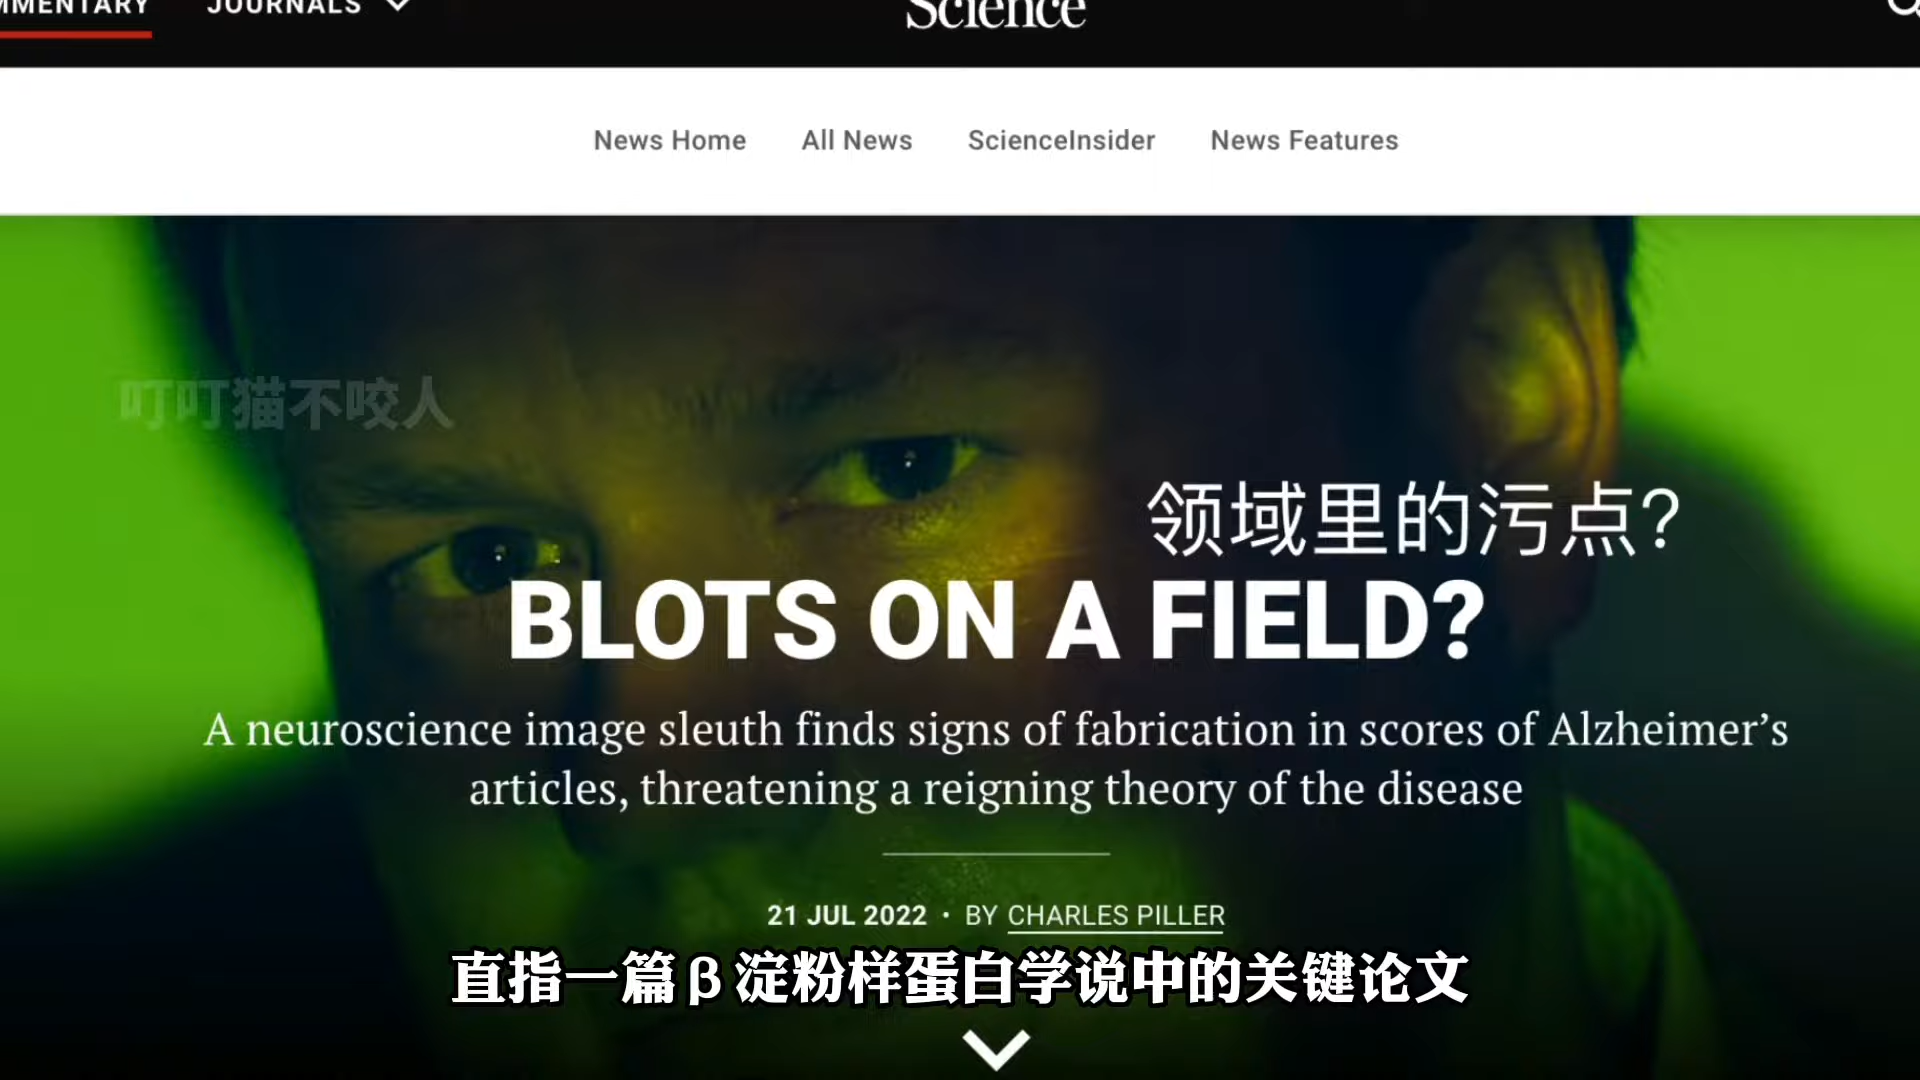 JOURNALS
Science
News Home
All News
ScienceInsider
News Features
叮叮猫不咬人
领域里的污点?
BLOTS ON A FIELD?
A neuroscience image sleuth finds signs of fabrication in scores of Alzheimer’s
articles, threatening a reigning theory of the disease
21 JUL 2022 • BY CHARLES PILLER
直指一篇β淀粉样蛋白学说中的关键论文